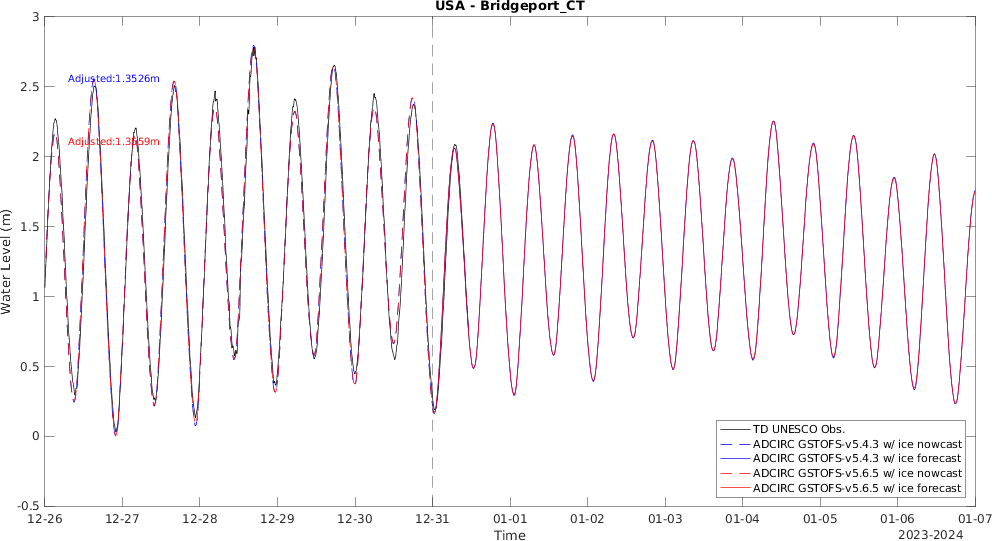 USA - Bridgeport_CT
3
2.5
2
1.5
1
0.5
0
-0.5
Water Level (m)
Adjusted:1.3526m
Adjusted:1.3559m
12-26 12-27 12-28 12-29 12-30 12-31 01-01 01-02 01-03 01-04 01-05 01-06 01-07
Time
2023-2024
TD UNESCO Obs.
ADCIRC GSTOFS-v5.4.3 w/ ice nowcast
ADCIRC GSTOFS-v5.4.3 w/ ice forecast
ADCIRC GSTOFS-v5.6.5 w/ ice nowcast
ADCIRC GSTOFS-v5.6.5 w/ ice forecast